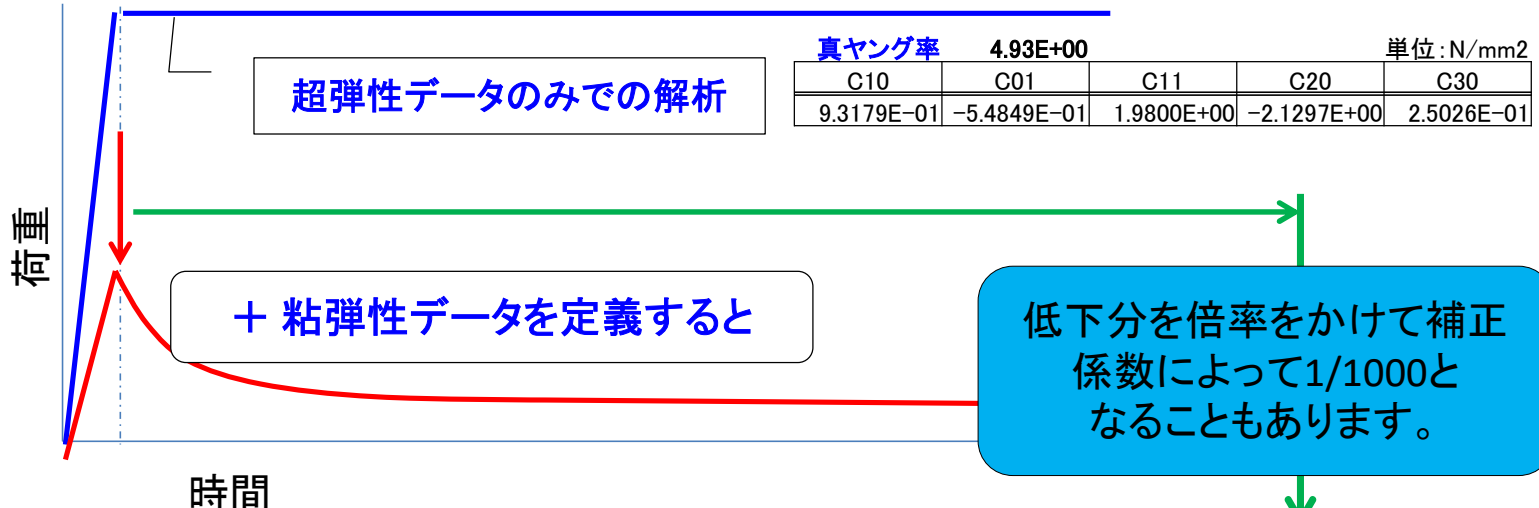 真ヤング率 4.93E+00 単位:N/mm2
C10 C01 C11 C20 C30
9.3179E-01 -5.4849E-01 1.9800E+00 -2.1297E+00 2.5026E-01
超弾性データのみでの解析
荷重
+ 粘弾性データを定義すると
低下分を倍率をかけて補正
係数によって1/1000と
なることもあります。
時間